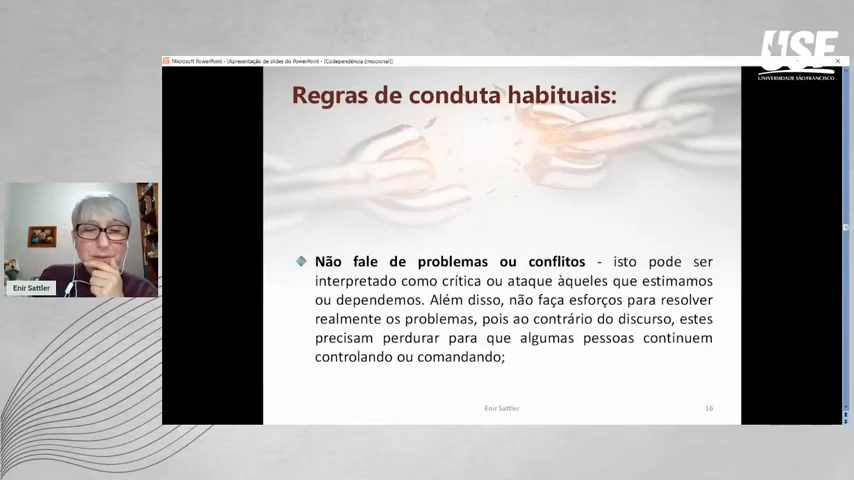 USF
UNIVERSIDADE SÃO FRANCISCO
Microsoft PowerPoint - [Apresentação de slides do PowerPoint - [Codependência Emocional]]
Regras de conduta habituais:
Não fale de problemas ou conflitos - isto pode ser
interpretado como crítica ou ataque àqueles que estimamos
ou dependemos. Além disso, não faça esforços para resolver
realmente os problemas, pois ao contrário do discurso, estes
precisam perdurar para que algumas pessoas continuem
controlando ou comandando;
Enir Sattler
Enir Sattler
16